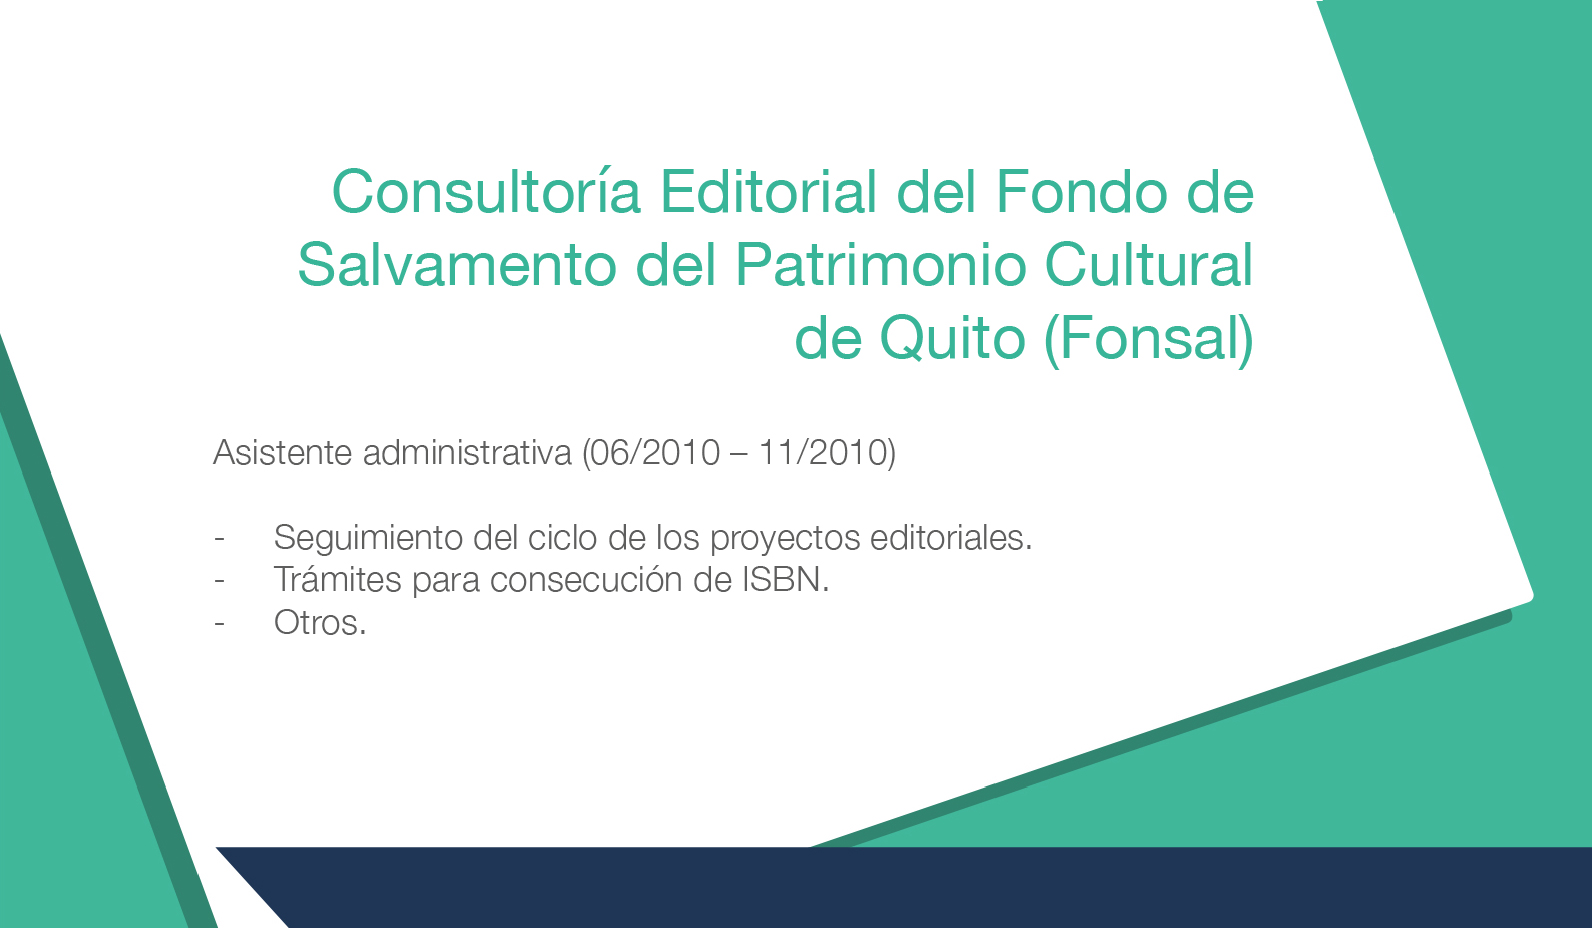 Consultoría Editorial del Fondo de
Salvamento del Patrimonio Cultural
de Quito (Fonsal)
Asistente administrativa (06/2010 – 11/2010)
- Seguimiento del ciclo de los proyectos editoriales.
- Trámites para consecución de ISBN.
- Otros.